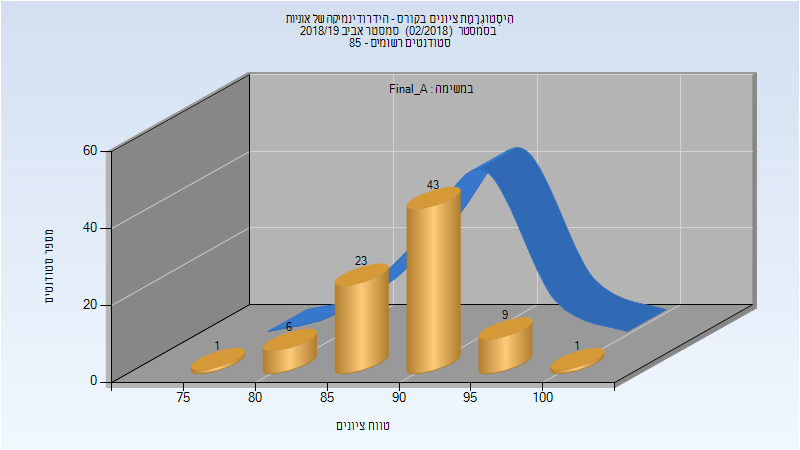 היסטוגרמת ציונים בקורס - הידרודינמיקה של אוניות
בסמסטר (02/2018) סמסטר אביב 2018/19
סטודנטים רשומים - 85
במשימה : Final_A
מספר סטודנטים
60
40
20
0
1
6
23
43
9
1
75
80
85
90
95
100
טווח ציונים